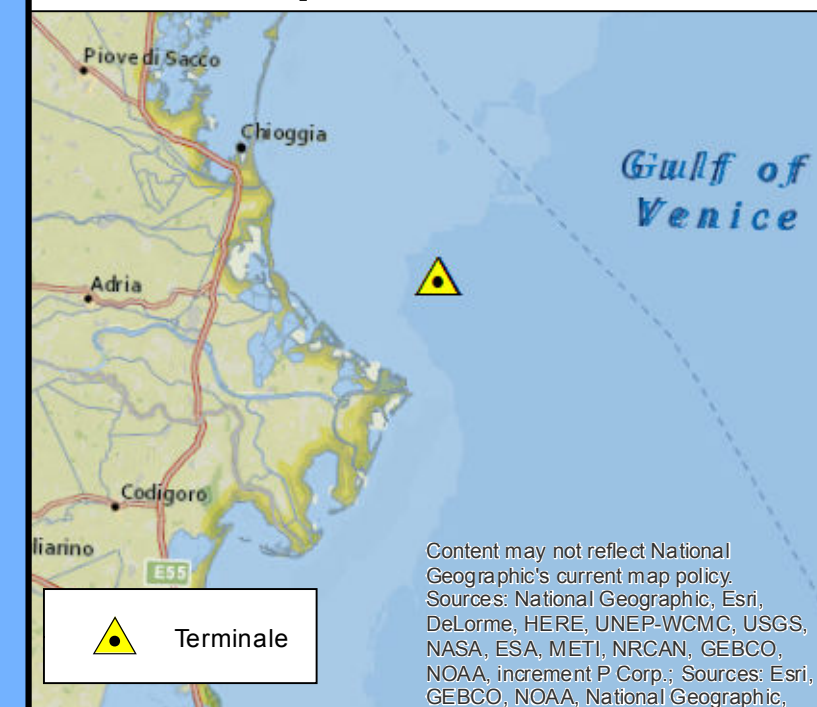 Piove di Sacco
Chioggia
Gulf of
Venice
Adria
Codigoro
liarino
E55
Terminale
Content may not reflect National
Geographic's current map policy.
Sources: National Geographic, Esri,
DeLorme, HERE, UNEP-WCMC, USGS,
NASA, ESA, METI, NRCAN, GEBCO,
NOAA, increment P Corp.; Sources: Esri,
GEBCO, NOAA, National Geographic,